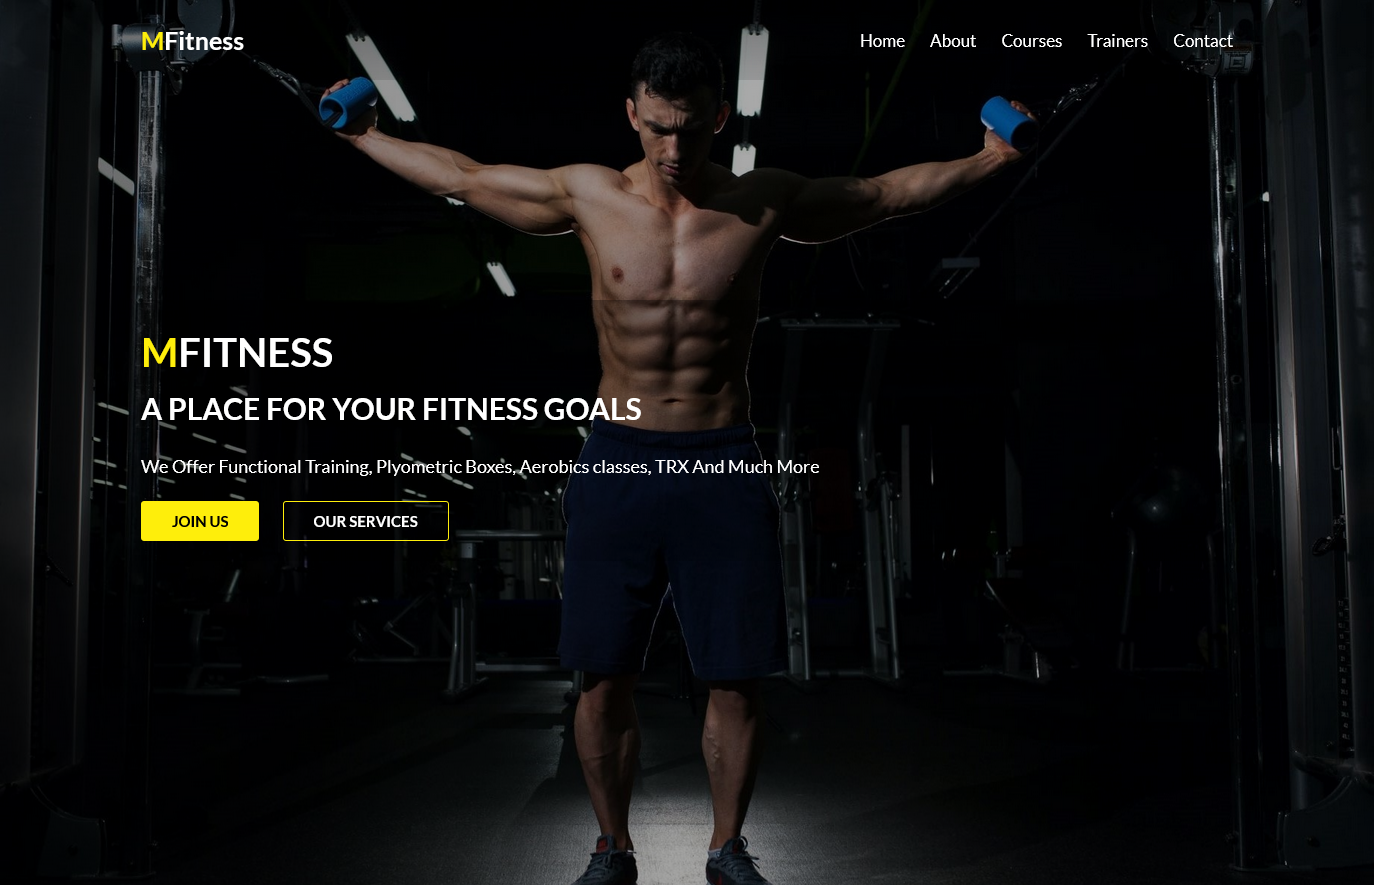 MFitness
Home About Courses Trainers Contact
MFITNESS
A PLACE FOR YOUR FITNESS GOALS
We Offer Functional Training, Plyometric Boxes, Aerobics classes, TRX And Much More
JOIN US
OUR SERVICES